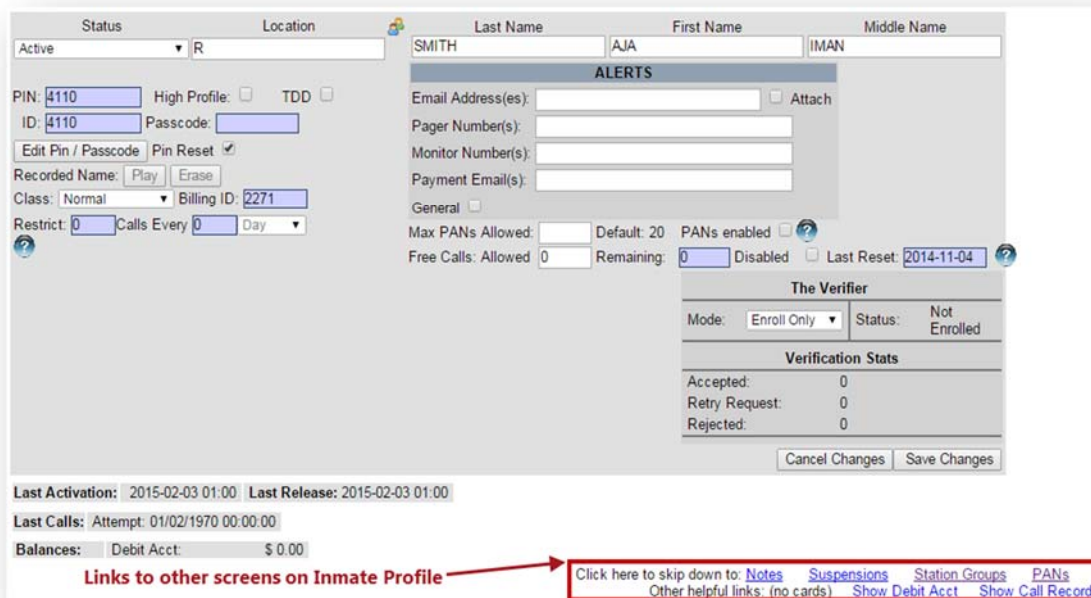 Status Location Last Name First Name Middle Name
Active R SMITH AJA IMAN
ALERTS
PIN: 4110 High Profile: TDD Email Address(es): Attach
ID: 4110 Passcode: Pager Number(s):
Edit Pin / Passcode Pin Reset Monitor Number(s):
Recorded Name: Play Erase Payment Email(s):
Class: Normal Billing ID: 2271 General
Restrict: 0 Calls Every 0 Day Max PANs Allowed: Default: 20 PANs enabled ?
? Free Calls: Allowed 0 Remaining: 0 Disabled Last Reset: 2014-11-04 ?
The Verifier
Mode: Enroll Only Status: Not Enrolled
Verification Stats
Accepted: 0
Retry Request: 0
Rejected: 0
Cancel Changes Save Changes
Last Activation: 2015-02-03 01:00 Last Release: 2015-02-03 01:00
Last Calls: Attempt: 01/02/1970 00:00:00
Balances: Debit Acct: $ 0.00
Links to other screens on Inmate Profile
Click here to skip down to: Notes Suspensions Station Groups PANs
Other helpful links: (no cards) Show Debit Acct Show Call Record